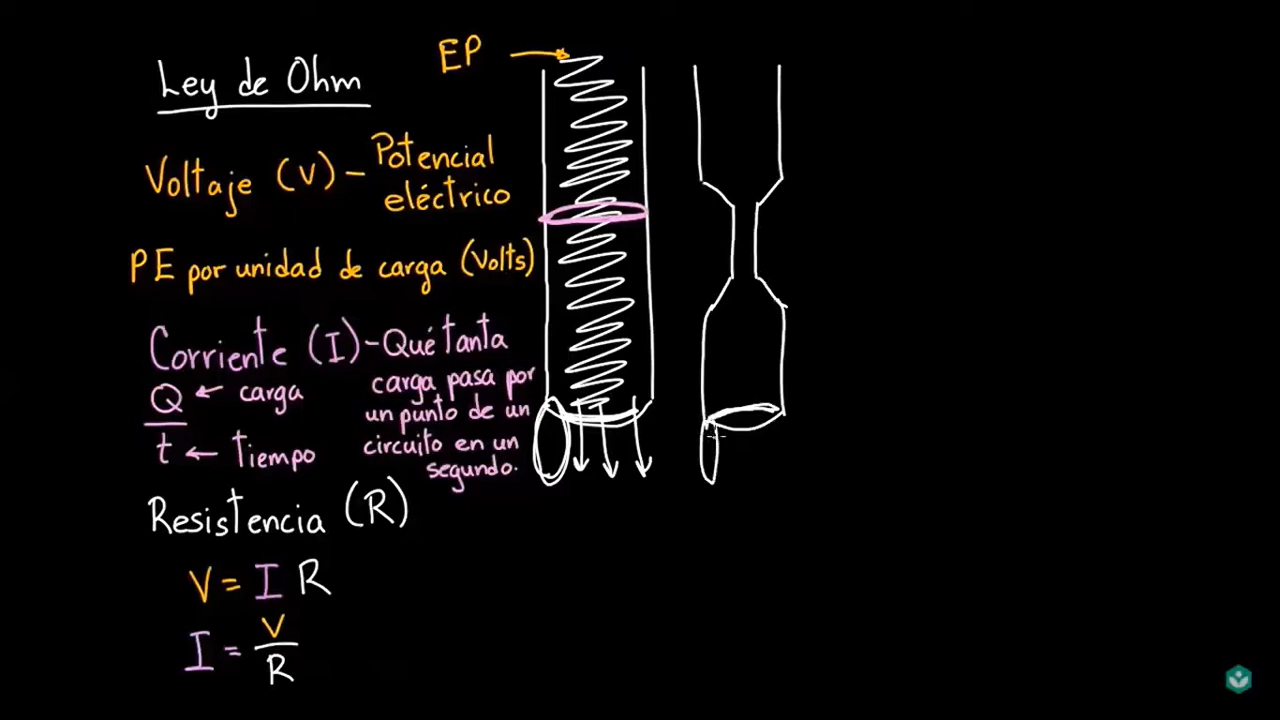 Ley de Ohm
EP
Voltaje (V) - Potencial
eléctrico
PE por unidad de carga (Volts)
Corriente (I) - Qué tanta
carga pasa por
un punto de un
circuito en un
segundo.
Q ← carga
t ← Tiempo
Resistencia (R)
V = I R
I = V
R